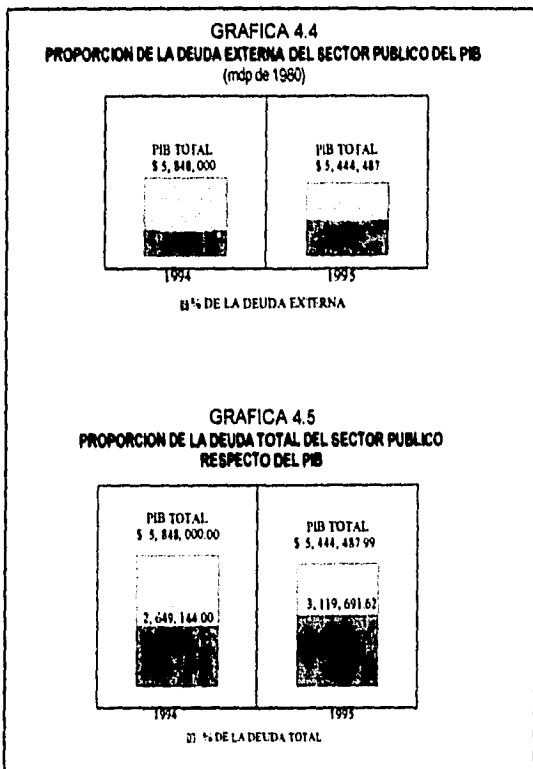 GRAFICA 4.4
PROPORCION DE LA DEUDA EXTERNA DEL SECTOR PUBLICO DEL PIB
(mdp de 1980)
PIB TOTAL
$ 5, 848, 000
PIB TOTAL
$ 5, 444, 487
1994
1995
% DE LA DEUDA EXTERNA
GRAFICA 4.5
PROPORCION DE LA DEUDA TOTAL DEL SECTOR PUBLICO
RESPECTO DEL PIB
PIB TOTAL
$ 5, 848, 000.00
PIB TOTAL
$ 5, 444, 487.99
2, 649, 144.00
3, 119, 691.62
1994
1995
% DE LA DEUDA TOTAL